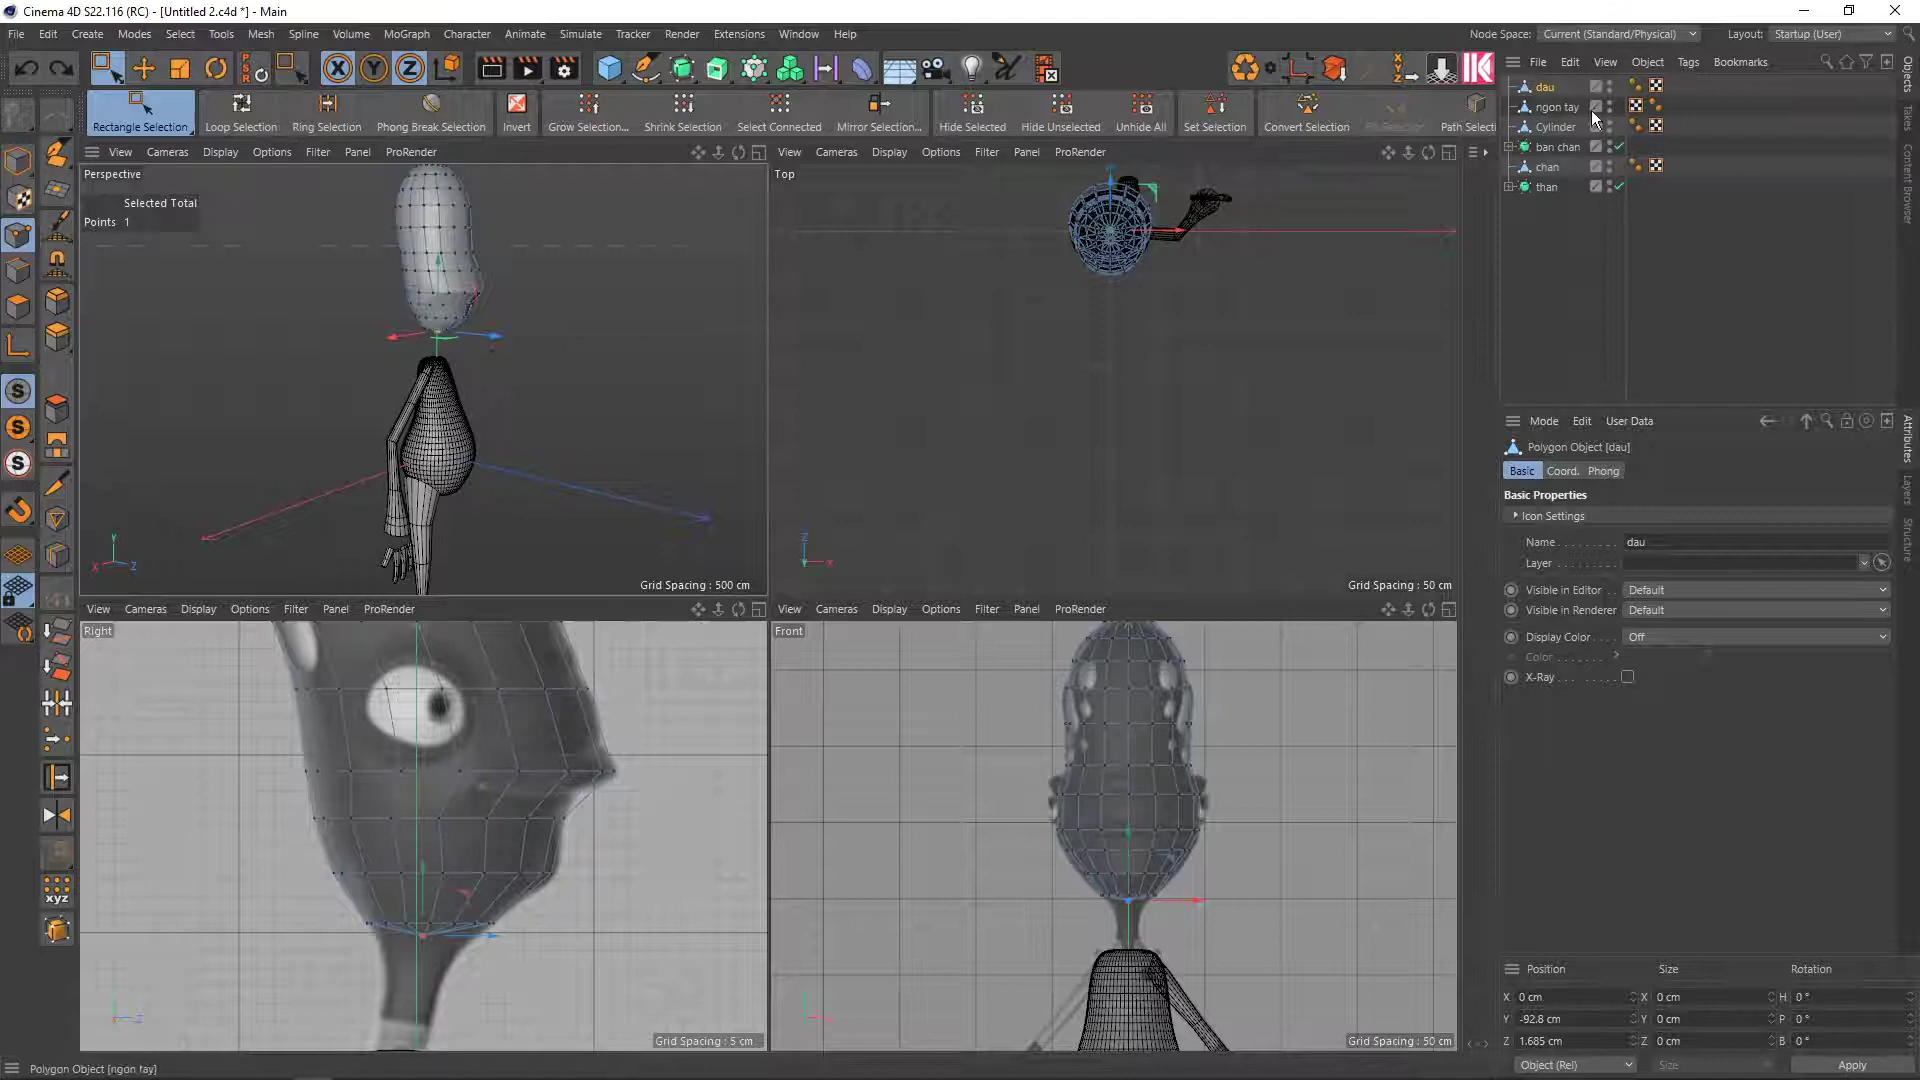 Cinema 4D S22.116 (RC) - [Untitled 2.c4d *] - Main
File Edit Create Modes Select Tools Mesh Spline Volume MoGraph Character Animate Simulate Tracker Render Extensions Window Help
Node Space: Current (Standard/Physical) Layout: Startup (User)
File Edit View Object Tags Bookmarks
Rectangle Selection Loop Selection Ring Selection Phong Break Selection Invert Grow Selection... Shrink Selection... Select Connected Mirror Selection... Hide Selected Hide Unselected Unhide All Set Selection Convert Selection Path Selecti
dau
ngon tay
Cylinder
ban chan
chan
than
View Cameras Display Options Filter Panel ProRender
Perspective
Selected Total
Points 1
Grid Spacing : 500 cm
View Cameras Display Options Filter Panel ProRender
Top
Grid Spacing : 50 cm
View Cameras Display Options Filter Panel ProRender
Right
Grid Spacing : 5 cm
View Cameras Display Options Filter Panel ProRender
Front
Grid Spacing : 50 cm
Objects
Takes
Content Browser
Attributes
Layers
Structure
Mode Edit User Data
Polygon Object [dau]
Basic Coord. Phong
Basic Properties
Icon Settings
Name dau
Layer
Visible in Editor Default
Visible in Renderer Default
Display Color Off
Color
X-Ray
Position Size Rotation
X 0 cm X 0 cm H 0 °
Y -92.8 cm Y 0 cm P 0 °
Z 1.685 cm Z 0 cm B 0 °
Object (Rel) Size Apply
Polygon Object [ngon tay]